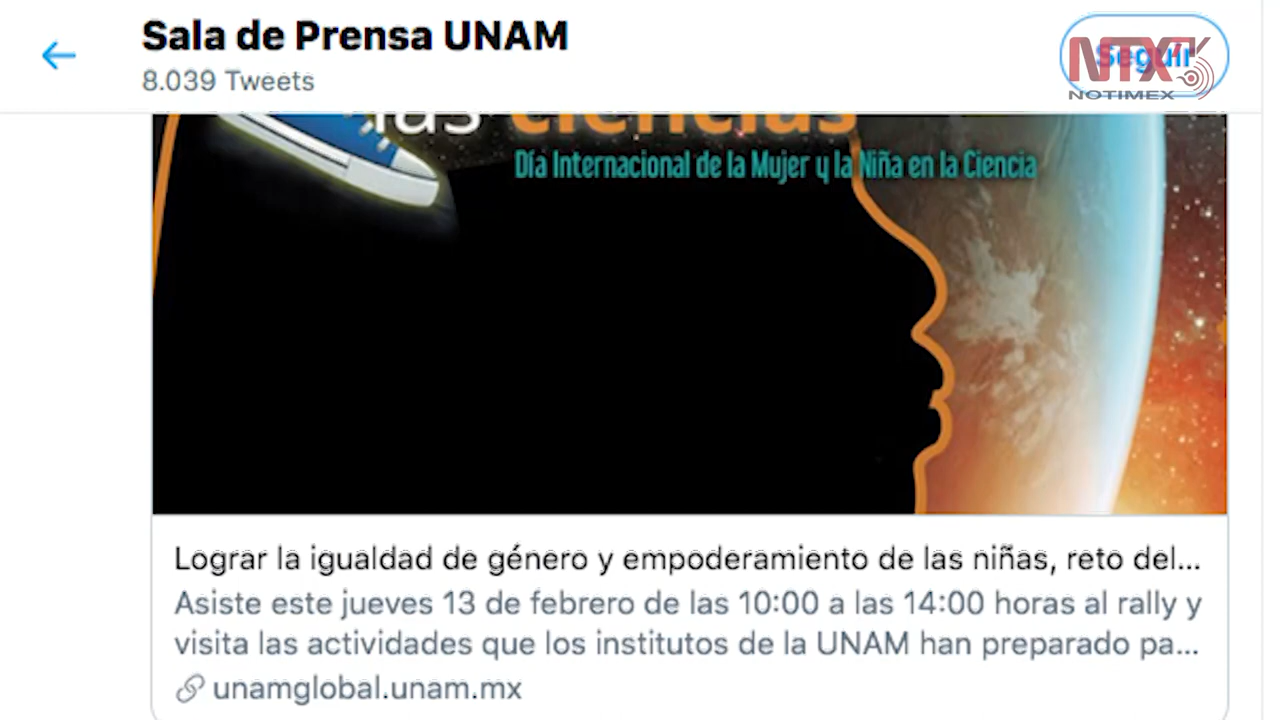 Sala de Prensa UNAM
8.039 Tweets
Seguir
NTX
NOTIMEX
las ciencias
Día Internacional de la Mujer y la Niña en la Ciencia
Lograr la igualdad de género y empoderamiento de las niñas, reto del...
Asiste este jueves 13 de febrero de las 10:00 a las 14:00 horas al rally y
visita las actividades que los institutos de la UNAM han preparado pa...
unamglobal.unam.mx